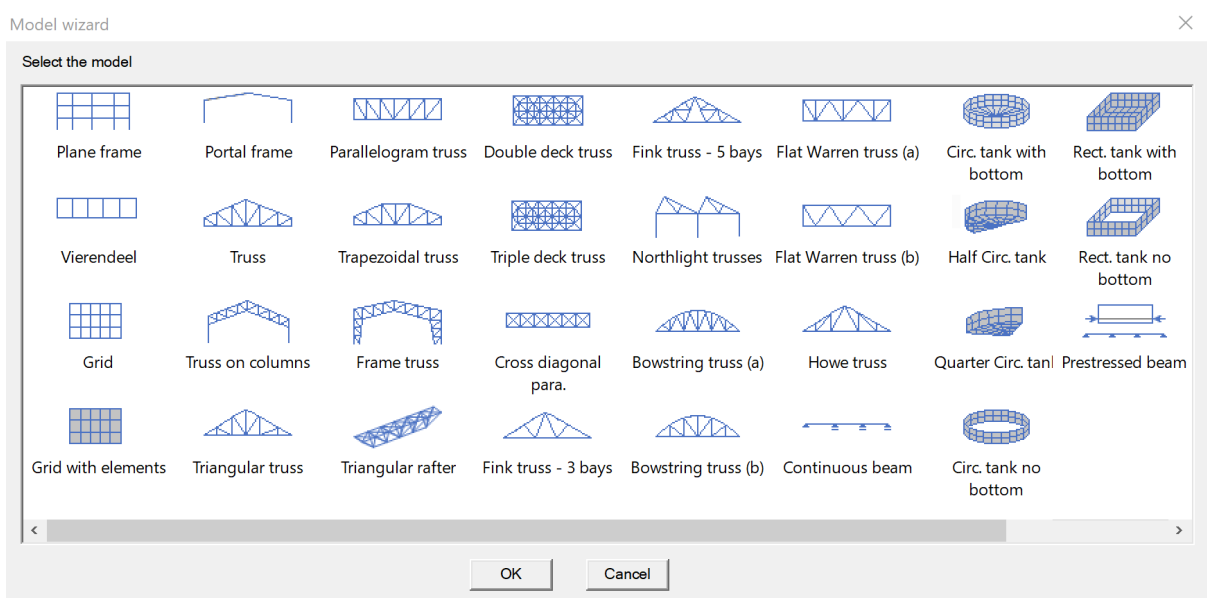 Model wizard
Select the model
Plane frame
Portal frame
Parallelogram truss
Double deck truss
Fink truss - 5 bays
Flat Warren truss (a)
Circ. tank with
bottom
Rect. tank with
bottom
Vierendeel
Truss
Trapezoidal truss
Triple deck truss
Northlight trusses
Flat Warren truss (b)
Half Circ. tank
Rect. tank no
bottom
Grid
Truss on columns
Frame truss
Cross diagonal
para.
Bowstring truss (a)
Howe truss
Quarter Circ. tanl
Prestressed beam
Grid with elements
Triangular truss
Triangular rafter
Fink truss - 3 bays
Bowstring truss (b)
Continuous beam
Circ. tank no
bottom
OK
Cancel